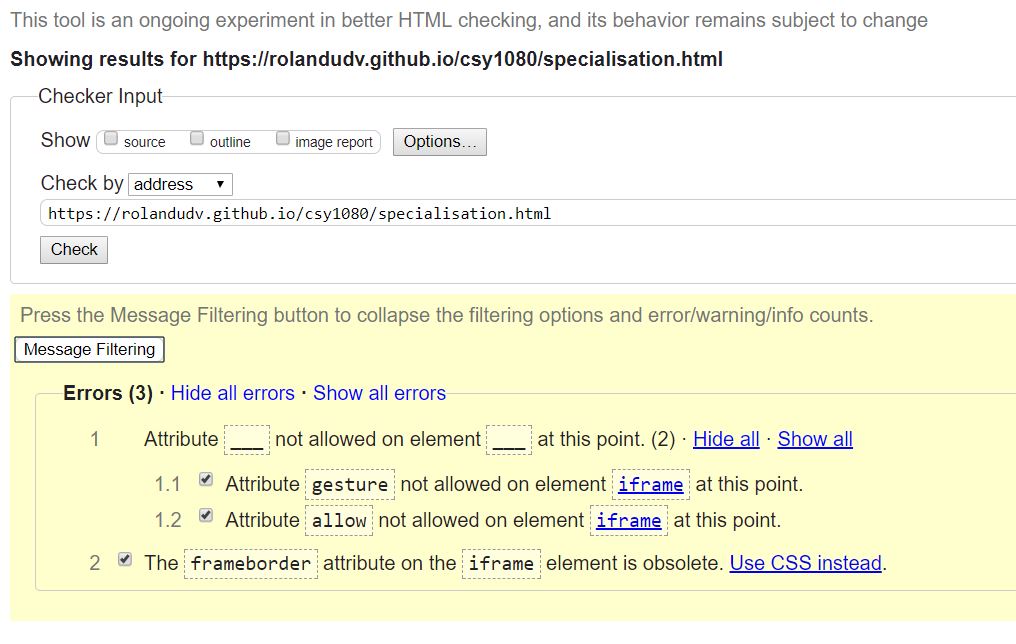 This tool is an ongoing experiment in better HTML checking, and its behavior remains subject to change
Showing results for https://rolandudv.github.io/csy1080/specialisation.html
Checker Input
Show source outline image report Options...
Check by address
https://rolandudv.github.io/csy1080/specialisation.html
Check
Press the Message Filtering button to collapse the filtering options and error/warning/info counts.
Message Filtering
Errors (3) · Hide all errors · Show all errors
1 Attribute ___ not allowed on element ___ at this point. (2) · Hide all · Show all
1.1 Attribute gesture not allowed on element iframe at this point.
1.2 Attribute allow not allowed on element iframe at this point.
2 The frameborder attribute on the iframe element is obsolete. Use CSS instead.